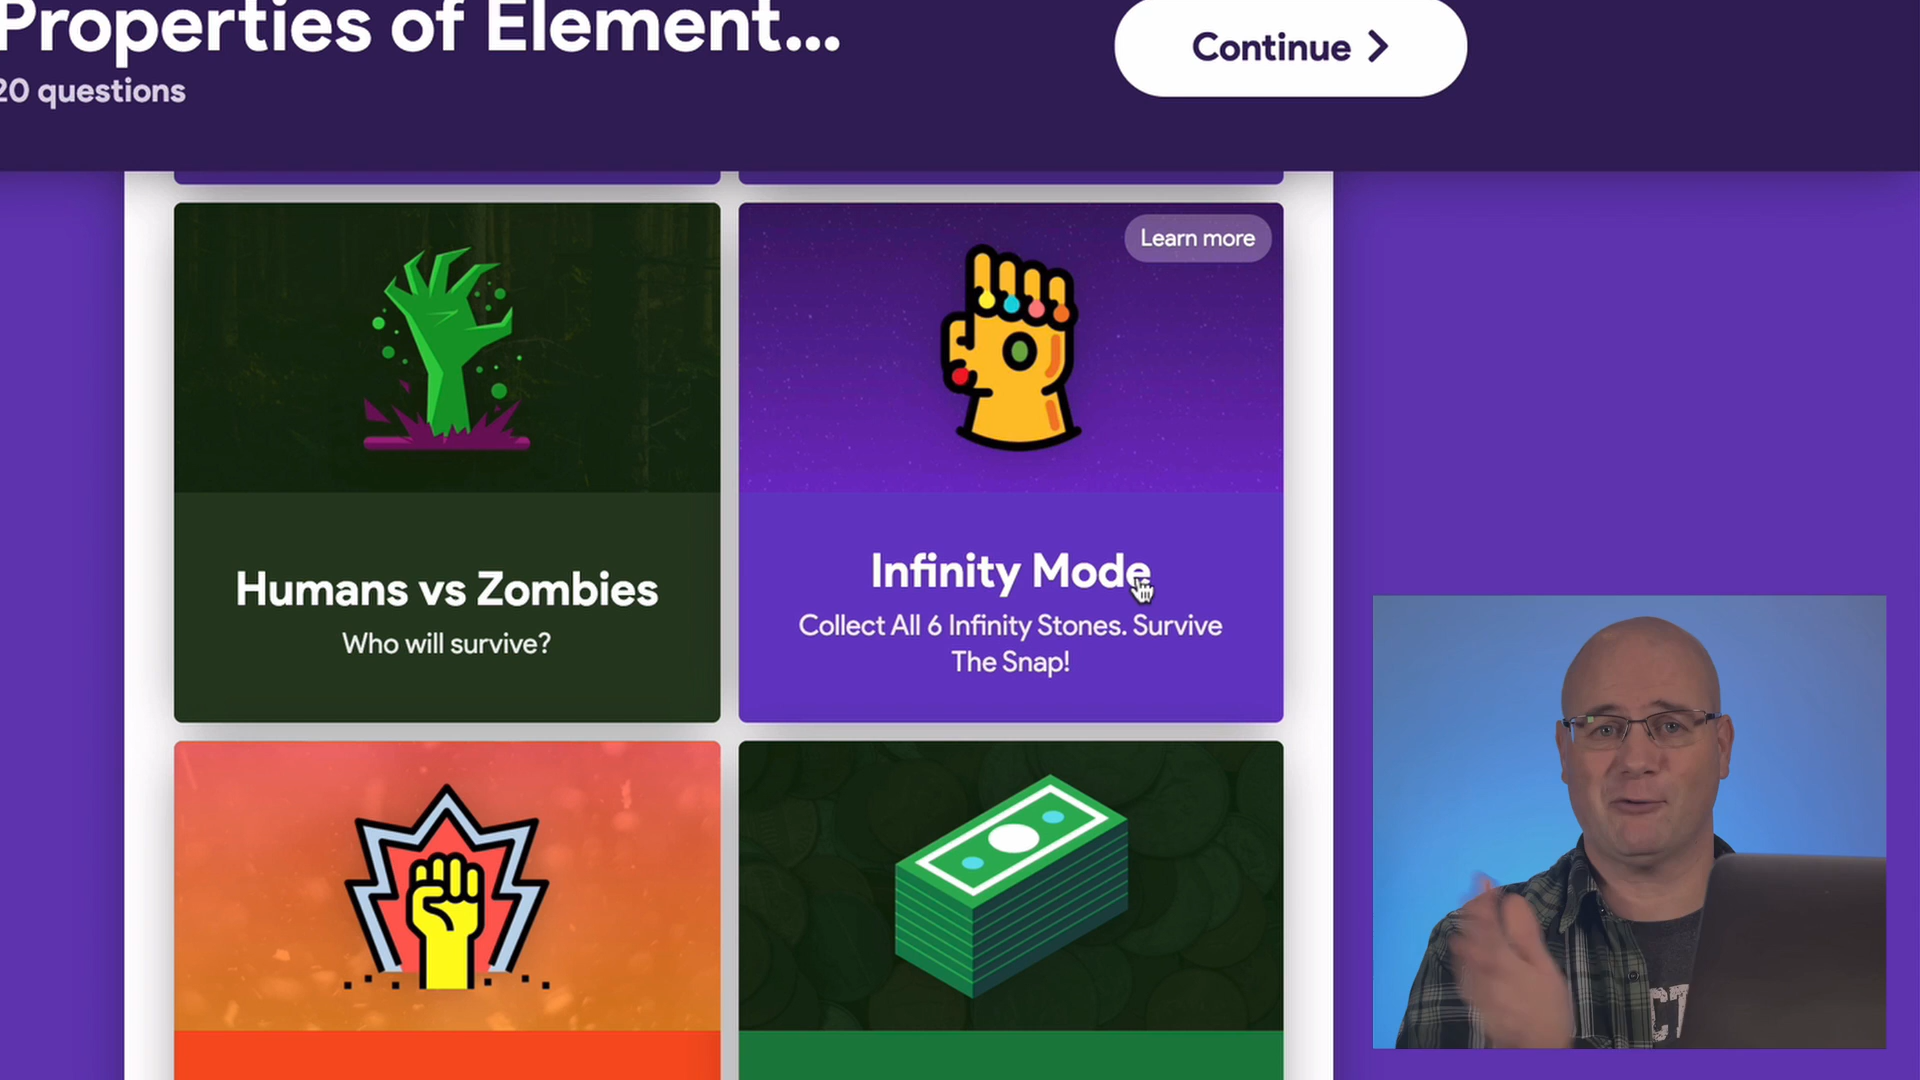 Properties of Element...
20 questions
Continue
Learn more
Humans vs Zombies
Who will survive?
Infinity Mode
Collect All 6 Infinity Stones. Survive
The Snap!